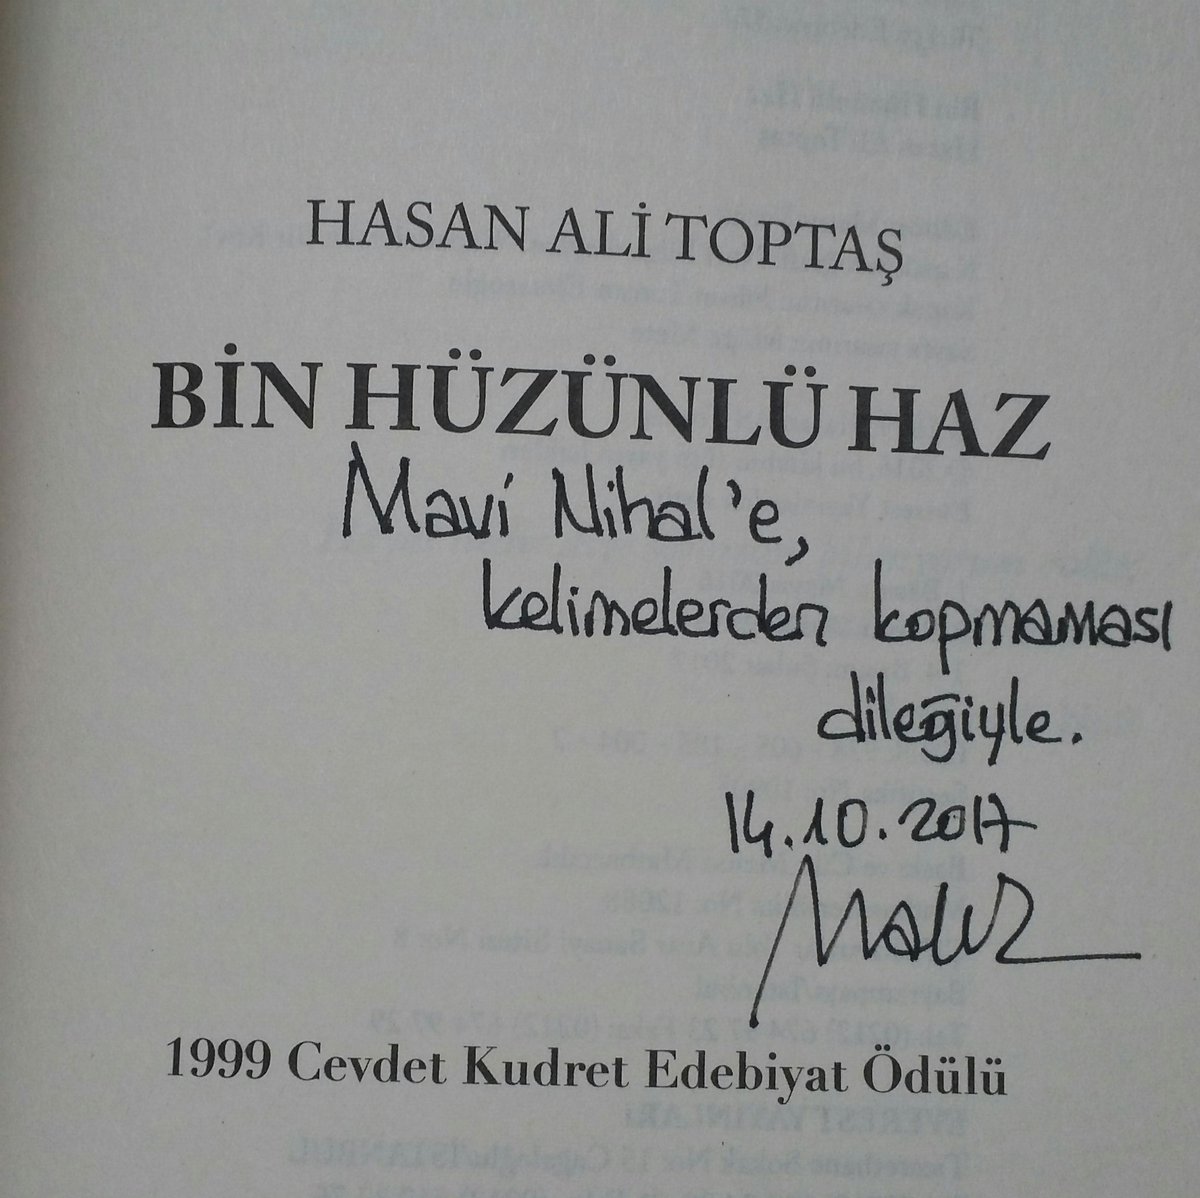 HASAN ALİ TOPTAŞ
BİN HÜZÜNLÜ HAZ
Mavi Nihal'e,
kelimelerden kopmaması
dileğiyle.
14.10.2017
1999 Cevdet Kudret Edebiyat Ödülü